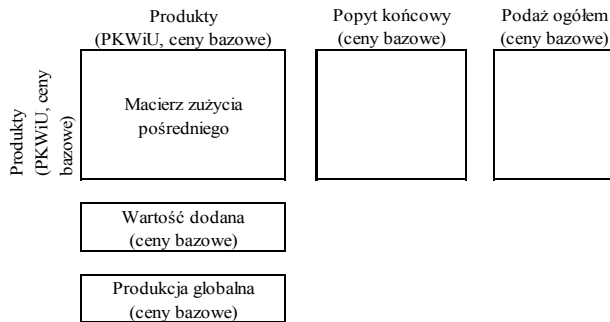 Produkty
(PKWiU, ceny bazowe)
Popyt końcowy
(ceny bazowe)
Podaż ogółem
(ceny bazowe)
Produkty
(PKWiU, ceny
bazowe)
Macierz zużycia
pośredniego
Wartość dodana
(ceny bazowe)
Produkcja globalna
(ceny bazowe)